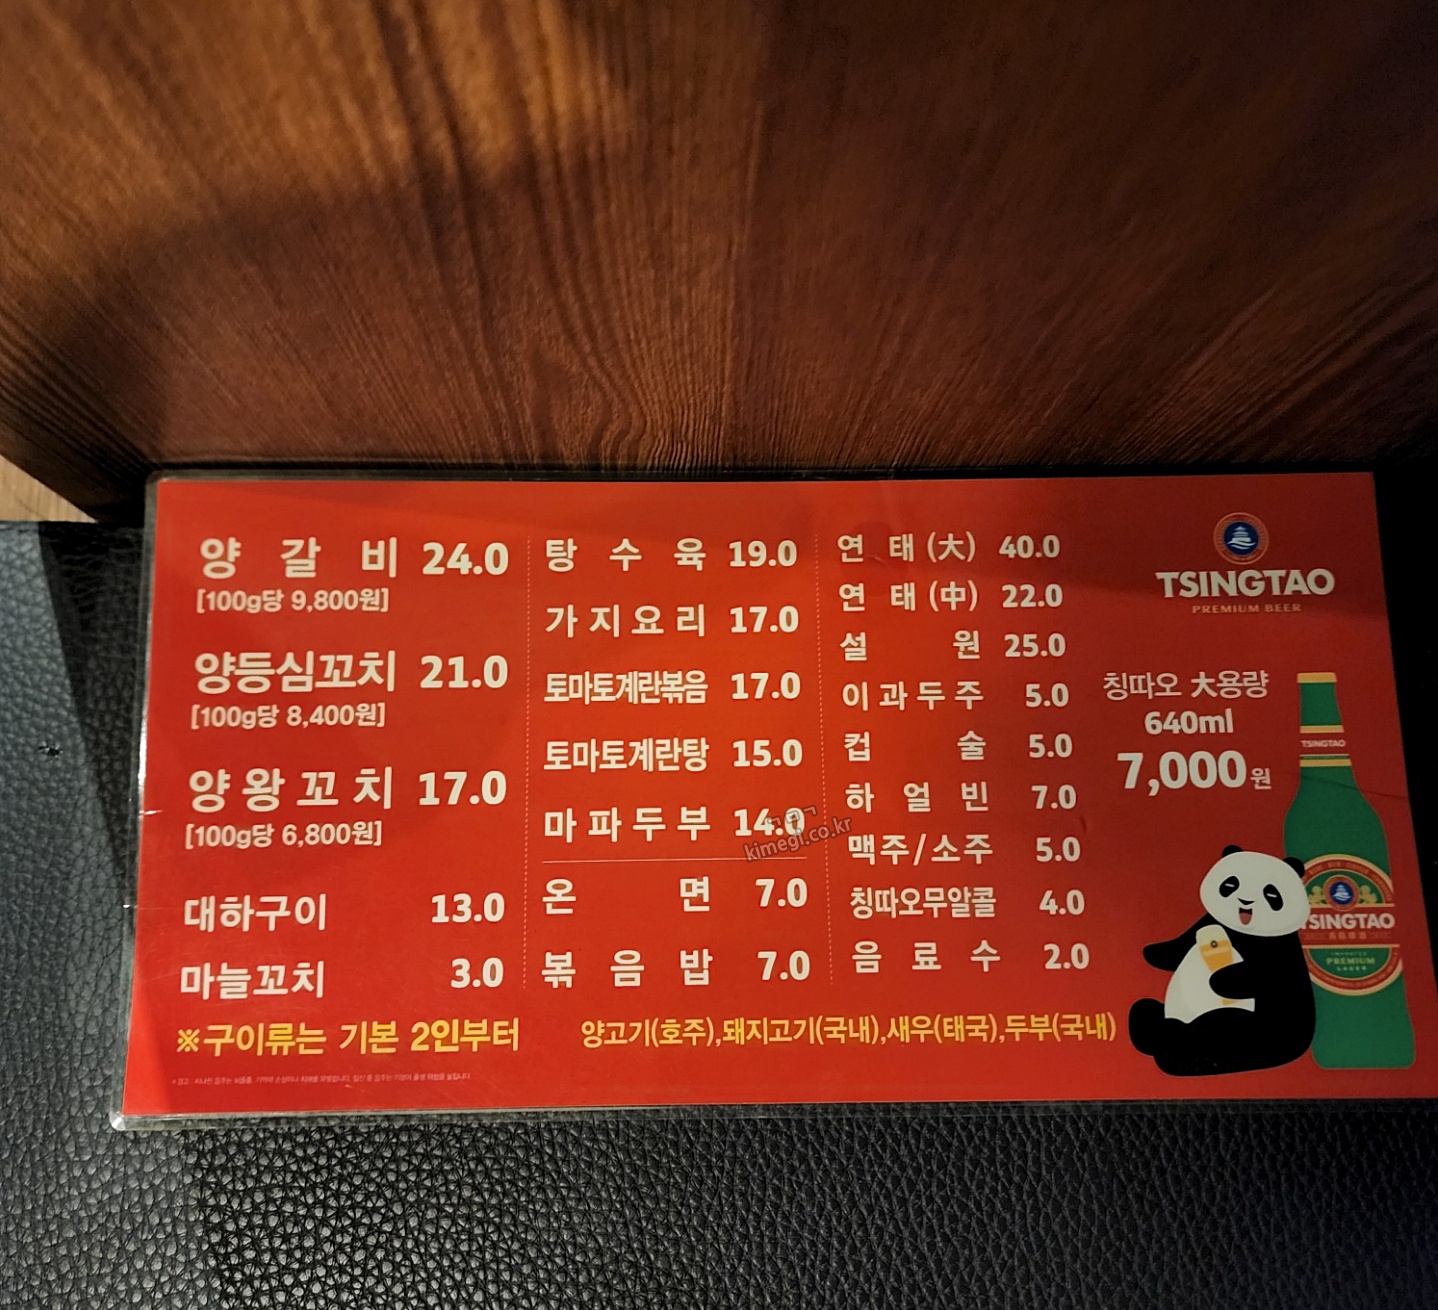 양 갈 비 24.0
[100g당 9,800원]
양등심꼬치 21.0
[100g당 8,400원]
양 왕 꼬 치 17.0
[100g당 6,800원]
대하구이 13.0
마늘꼬치 3.0
※구이류는 기본 2인부터
탕 수 육 19.0
가 지 요 리 17.0
토마토계란볶음 17.0
토마토계란탕 15.0
마 파 두 부 14.0
온 면 7.0
볶 음 밥 7.0
연 태 (大) 40.0
연 태 (中) 22.0
설 원 25.0
이 과 두 주 5.0
컵 술 5.0
하 얼 빈 7.0
맥주/소주 5.0
칭따오무알콜 4.0
음 료 수 2.0
양고기(호주),돼지고기(국내),새우(태국),두부(국내)
TSINGTAO
PREMIUM BEER
칭따오 大용량
640ml
7,000원
TSINGTAO
TSINGTAO
PREMIUM
LAGER
kimegi.co.kr